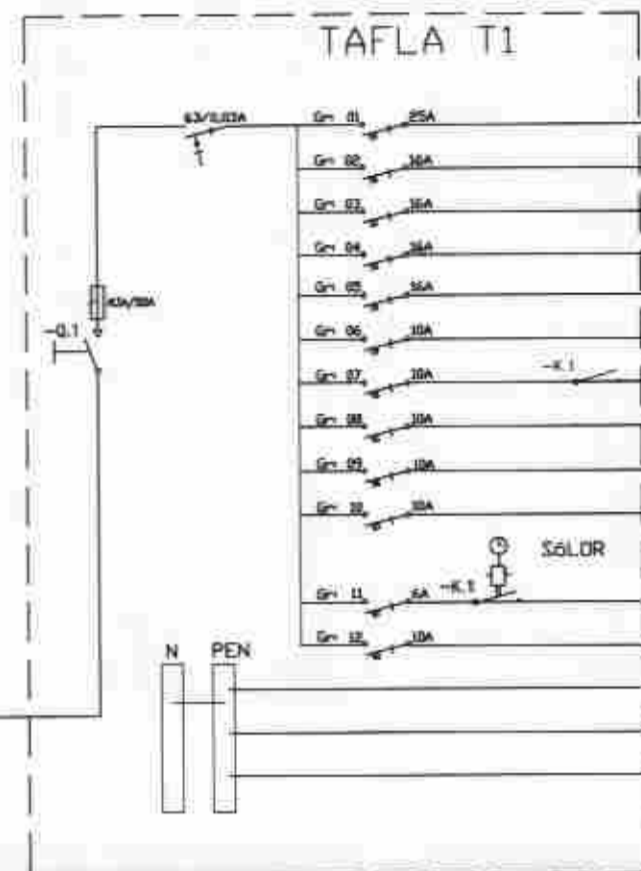 TAFLA T1
63/0,03A
Gr 01 25A
Gr 02 16A
Gr 03 16A
Gr 04 16A
Gr 05 16A
-Q.1
Gr 06 10A
Gr 07 10A -K.1
Gr 08 10A
Gr 09 10A
Gr 10 10A
SóLOR
Gr 11 6A -K.1
Gr 12 10A
N PEN